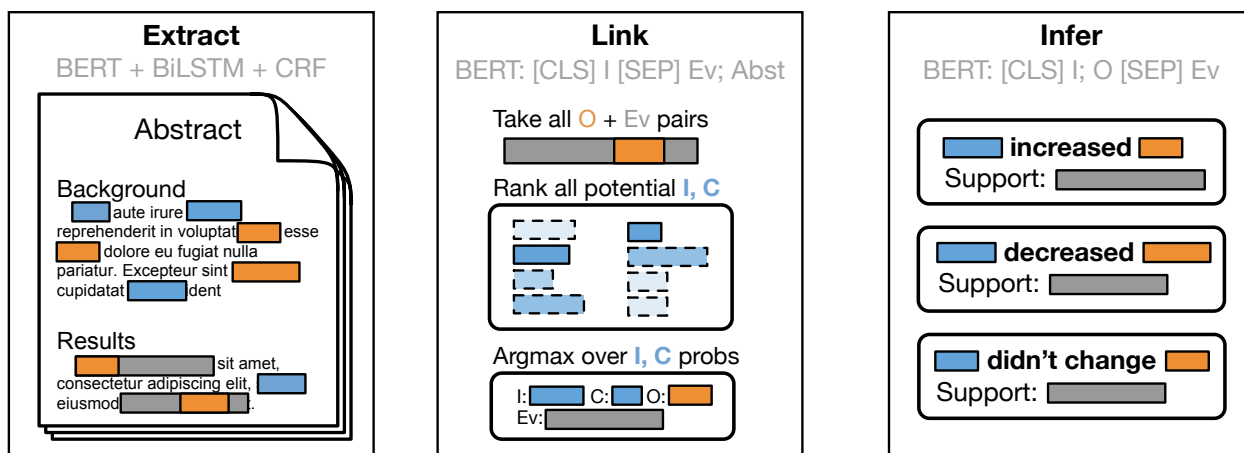 Extract
BERT + BiLSTM + CRF
Abstract
Background
aute irure
reprehenderit in voluptat esse
dolore eu fugiat nulla
pariatur. Excepteur sint
cupidatat ident
Results
sit amet,
consectetur adipiscing elit,
eiusmod t.
Link
BERT: [CLS] I [SEP] Ev; Abst
Take all O + Ev pairs
Rank all potential I, C
Argmax over I, C probs
I: C: O:
Ev:
Infer
BERT: [CLS] I; O [SEP] Ev
increased
Support:
decreased
Support:
didn't change
Support: